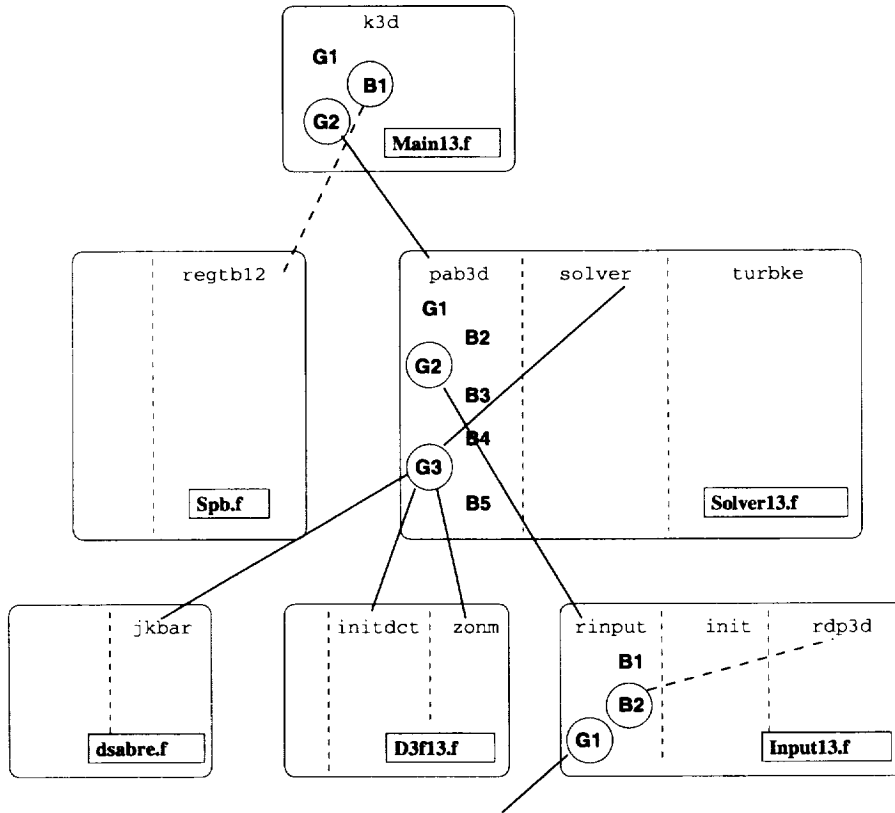 k3d
G1
B1
G2
Main13.f
regtb12
Spb.f
pab3d solver turbke
G1
B2
G2
B3
B4
G3
B5
Solver13.f
jkbar
dsabre.f
initdct zonm
D3f13.f
rinput init rdp3d
B1
B2
G1
Input13.f